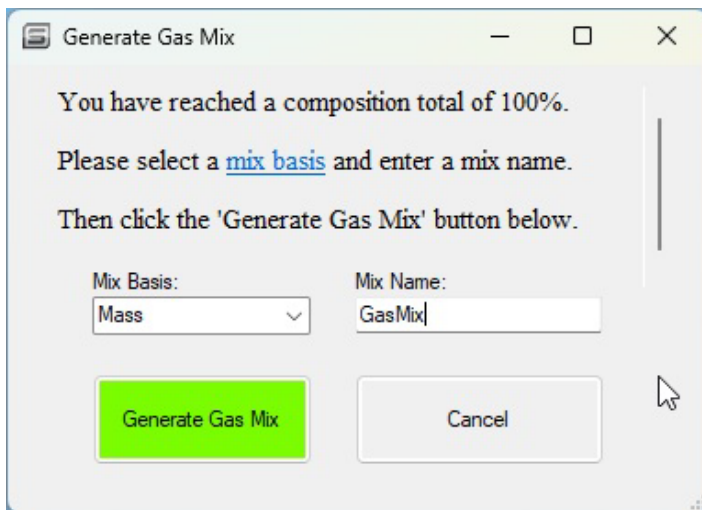 Generate Gas Mix
You have reached a composition total of 100%.
Please select a mix basis and enter a mix name.
Then click the 'Generate Gas Mix' button below.
Mix Basis: Mix Name:
Mass GasMix
Generate Gas Mix Cancel